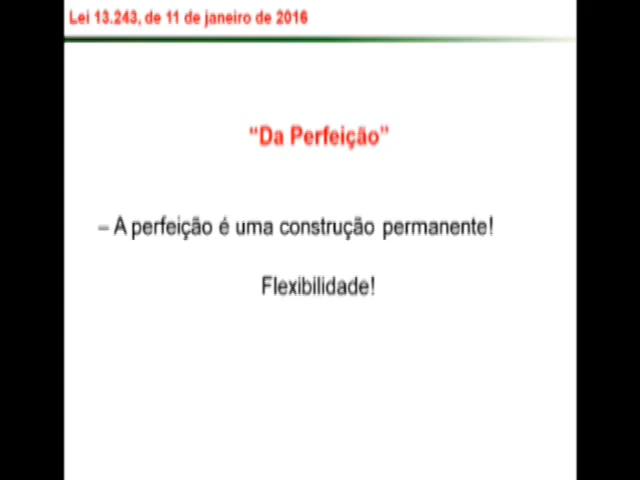 Lei 13.243, de 11 de janeiro de 2016
“Da Perfeição”
– A perfeição é uma construção permanente!
Flexibilidade!